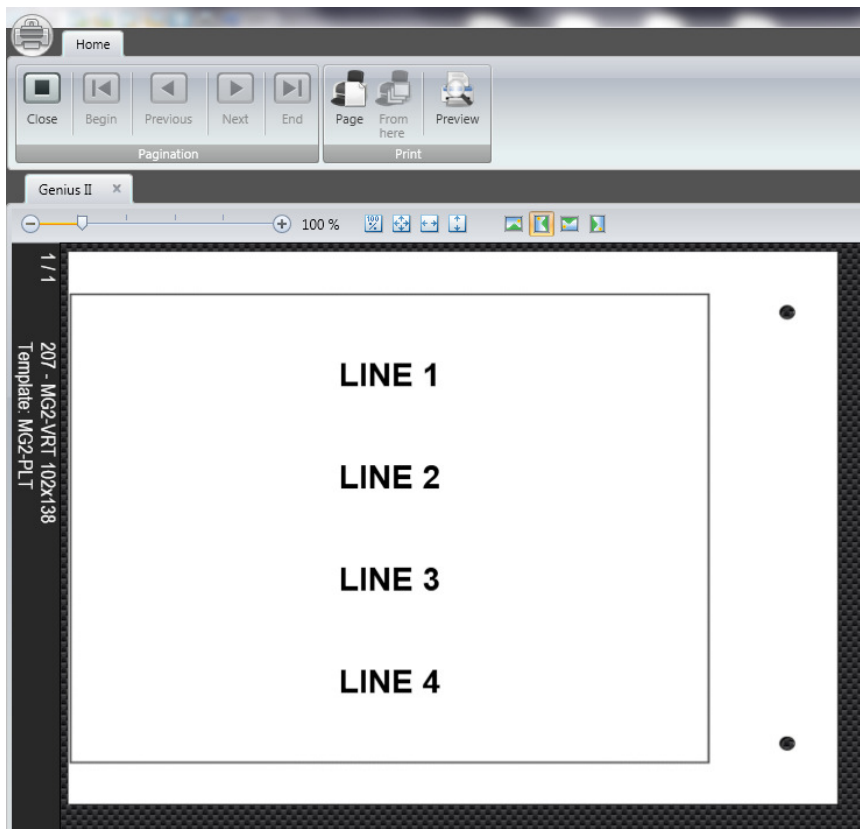 Home
Close
Begin
Previous
Next
End
Page
From here
Preview
Pagination
Print
Genius II
100 %
1 / 1
207 - MG2-VRT 102x138
Template: MG2-PLT
LINE 1
LINE 2
LINE 3
LINE 4